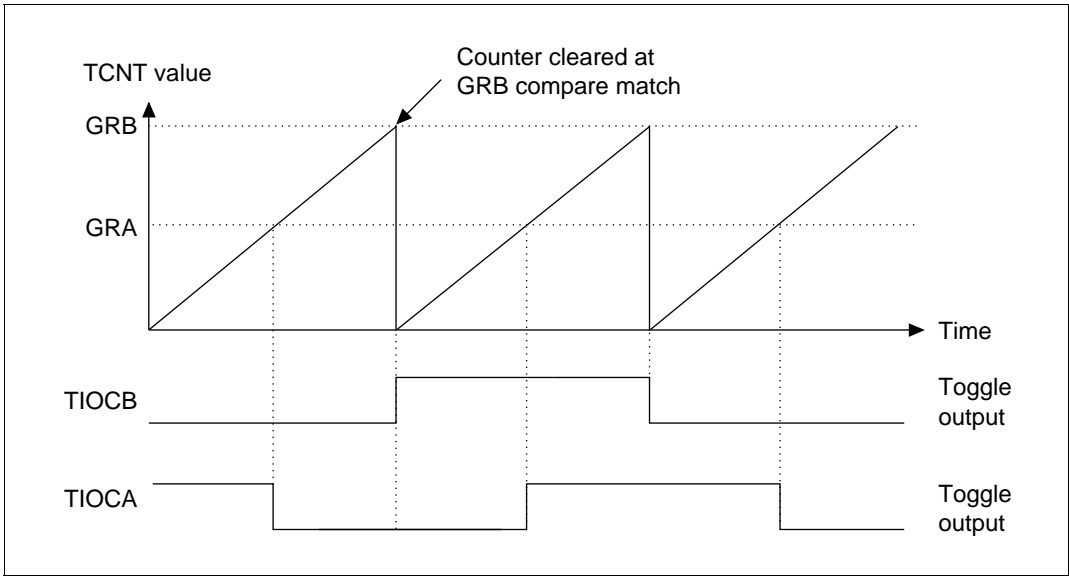 Counter cleared at
GRB compare match
TCNT value
GRB
GRA
Time
TIOCB
Toggle
output
TIOCA
Toggle
output